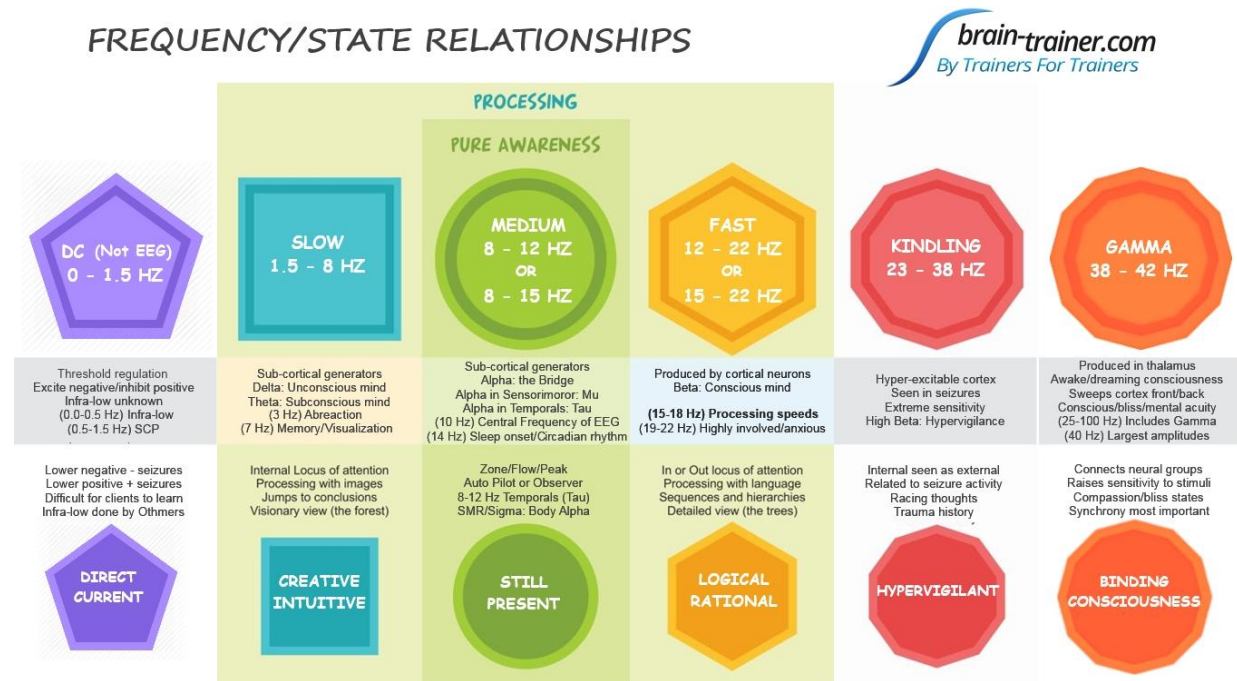 FREQUENCY/STATE RELATIONSHIPS
brain-trainer.com
By Trainers For Trainers
PROCESSING
PURE AWARENESS
DC (Not EEG)
0 - 1.5 HZ
SLOW
1.5 - 8 HZ
MEDIUM
8 - 12 HZ
OR
8 - 15 HZ
FAST
12 - 22 HZ
OR
15 - 22 HZ
KINDLING
23 - 38 HZ
GAMMA
38 - 42 HZ
Threshold regulation
Excite negative/inhibit positive
Infra-low unknown
(0.0-0.5 Hz) Infra-low
(0.5-1.5 Hz) SCP
Sub-cortical generators
Delta: Unconscious mind
Theta: Subconscious mind
(3 Hz) Abreaction
(7 Hz) Memory/Visualization
Sub-cortical generators
Alpha: the Bridge
Alpha in Sensorimoror: Mu
Alpha in Temporals: Tau
(10 Hz) Central Frequency of EEG
(14 Hz) Sleep onset/Circadian rhythm
Produced by cortical neurons
Beta: Conscious mind
(15-18 Hz) Processing speeds
(19-22 Hz) Highly involved/anxious
Hyper-excitable cortex
Seen in seizures
Extreme sensitivity
High Beta: Hypervigilance
Produced in thalamus
Awake/dreaming consciousness
Sweeps cortex front/back
Conscious/bliss/mental acuity
(25-100 Hz) Includes Gamma
(40 Hz) Largest amplitudes
Lower negative - seizures
Lower positive + seizures
Difficult for clients to learn
Infra-low done by Othmers
Internal Locus of attention
Processing with images
Jumps to conclusions
Visionary view (the forest)
Zone/Flow/Peak
Auto Pilot or Observer
8-12 Hz Temporals (Tau)
SMR/Sigma: Body Alpha
In or Out locus of attention
Processing with language
Sequences and hierarchies
Detailed view (the trees)
Internal seen as external
Related to seizure activity
Racing thoughts
Trauma history
Connects neural groups
Raises sensitivity to stimuli
Compassion/bliss states
Synchrony most important
DIRECT
CURRENT
CREATIVE
INTUITIVE
STILL
PRESENT
LOGICAL
RATIONAL
HYPERVIGILANT
BINDING
CONSCIOUSNESS